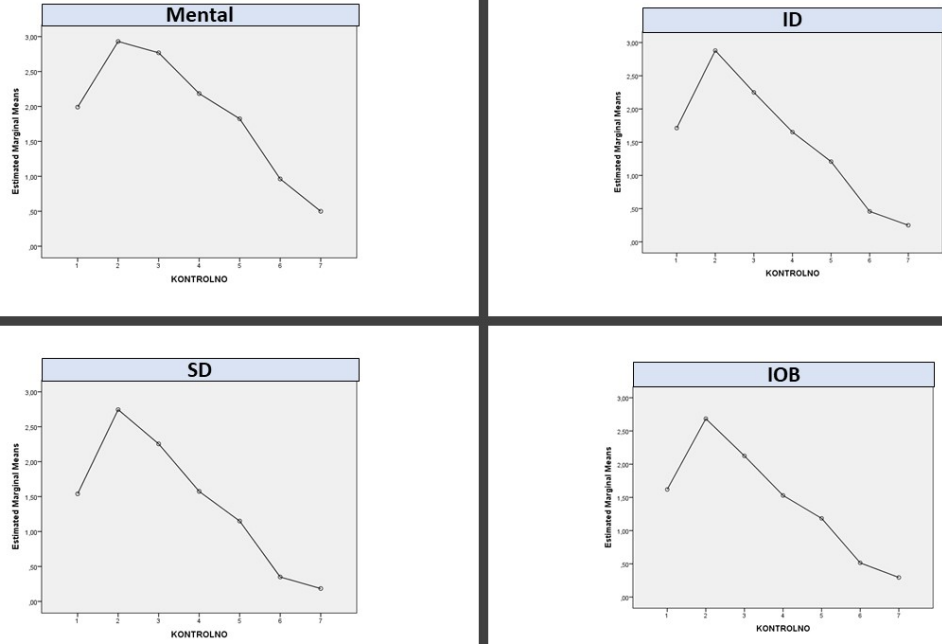 Mental
Estimated Marginal Means
3,00
2,50
2,00
1,50
1,00
,50
,00
1 2 3 4 5 6 7
KONTROLNO
ID
Estimated Marginal Means
3,00
2,50
2,00
1,50
1,00
,50
,00
1 2 3 4 5 6 7
KONTROLNO
SD
Estimated Marginal Means
3,00
2,50
2,00
1,50
1,00
,50
,00
1 2 3 4 5 6 7
KONTROLNO
IOB
Estimated Marginal Means
3,00
2,50
2,00
1,50
1,00
,50
,00
1 2 3 4 5 6 7
KONTROLNO